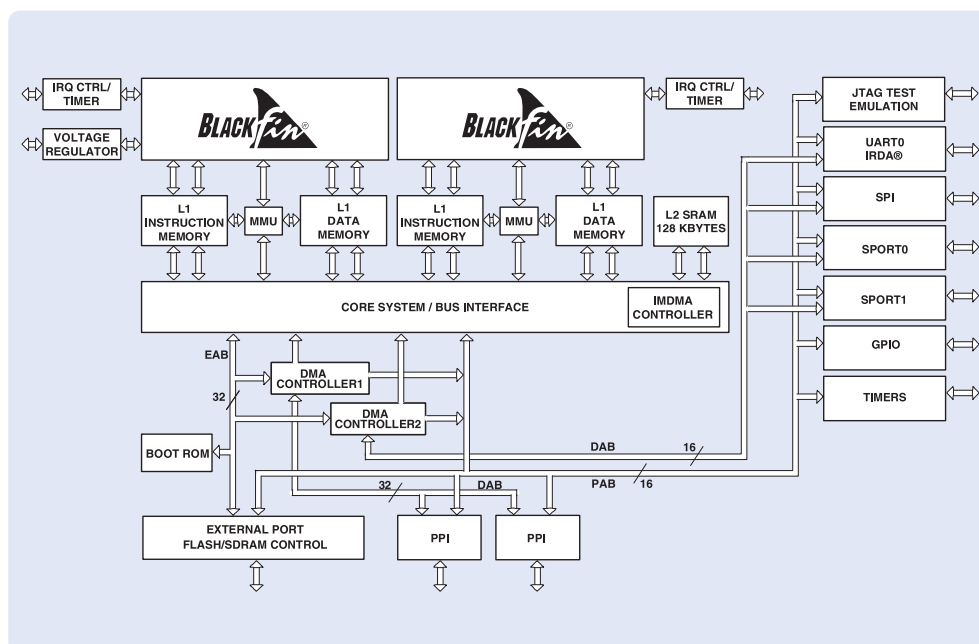 IRQ CTRL/
TIMER
BLACKfin®
BLACKfin®
IRQ CTRL/
TIMER
JTAG TEST
EMULATION
VOLTAGE
REGULATOR
UART0
IRDA®
L1
INSTRUCTION
MEMORY
MMU
L1
DATA
MEMORY
L1
INSTRUCTION
MEMORY
MMU
L1
DATA
MEMORY
L2 SRAM
128 KBYTES
SPI
SPORT0
CORE SYSTEM / BUS INTERFACE
IMDMA
CONTROLLER
SPORT1
GPIO
TIMERS
EAB
32
DMA
CONTROLLER1
DMA
CONTROLLER2
BOOT ROM
DAB
16
32
DAB
PAB
16
EXTERNAL PORT
FLASH/SDRAM CONTROL
PPI
PPI